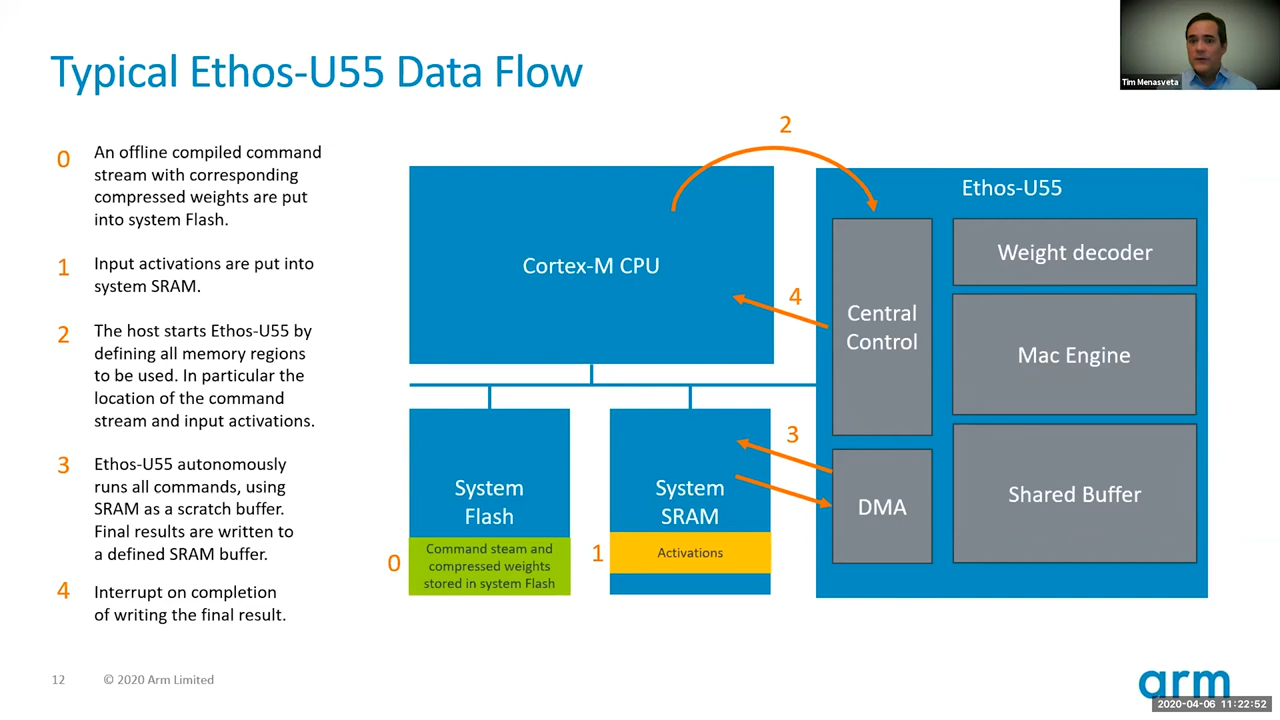 Typical Ethos-U55 Data Flow
Tim Menasveta
0
An offline compiled command
stream with corresponding
compressed weights are put
into system Flash.
1
Input activations are put into
system SRAM.
2
The host starts Ethos-U55 by
defining all memory regions
to be used. In particular the
location of the command
stream and input activations.
3
Ethos-U55 autonomously
runs all commands, using
SRAM as a scratch buffer.
Final results are written to
a defined SRAM buffer.
4
Interrupt on completion
of writing the final result.
2
Cortex-M CPU
4
Ethos-U55
Central
Control
Weight decoder
Mac Engine
3
System
Flash
0
Command steam and
compressed weights
stored in system Flash
System
SRAM
1
Activations
DMA
Shared Buffer
12
© 2020 Arm Limited
arm
2020-04-06 11:22:52